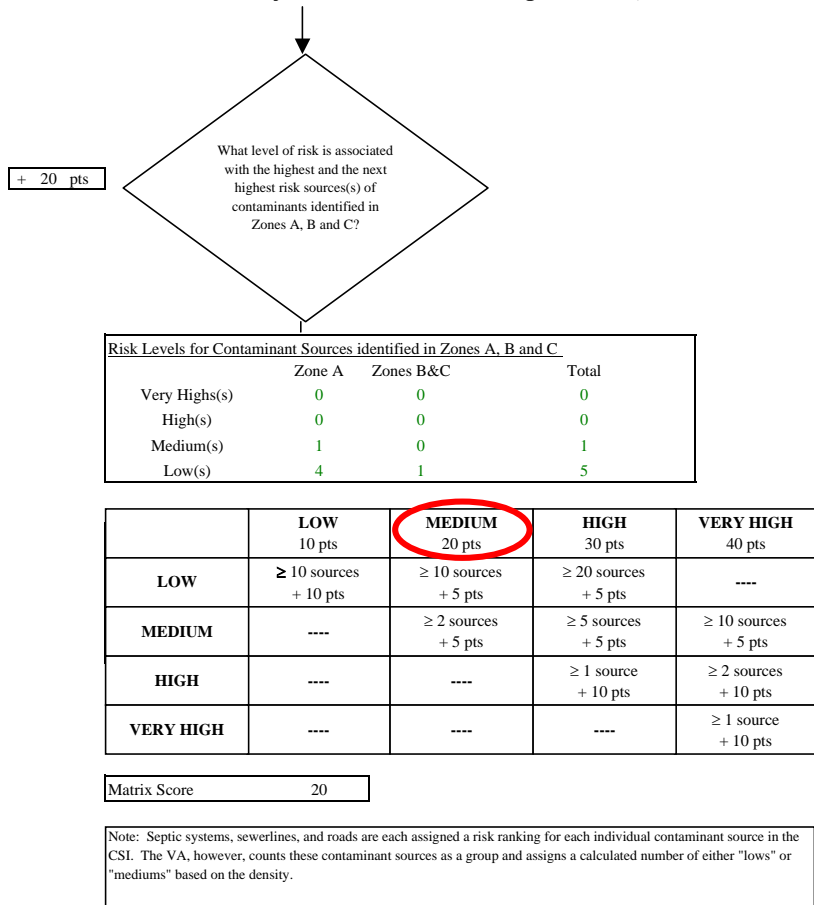 What level of risk is associated
with the highest and the next
highest risk sources(s) of
contaminants identified in
Zones A, B and C?
+ 20 pts
Risk Levels for Contaminant Sources identified in Zones A, B and C
Zone A Zones B&C Total
Very Highs(s) 0 0 0
High(s) 0 0 0
Medium(s) 1 0 1
Low(s) 4 1 5
LOW MEDIUM HIGH VERY HIGH
10 pts 20 pts 30 pts 40 pts
LOW ≥ 10 sources ≥ 10 sources ≥ 20 sources ----
+ 10 pts + 5 pts + 5 pts
MEDIUM ---- ≥ 2 sources ≥ 5 sources ≥ 10 sources
+ 5 pts + 5 pts + 5 pts
HIGH ---- ---- ≥ 1 source ≥ 2 sources
+ 10 pts + 10 pts
VERY HIGH ---- ---- ---- ≥ 1 source
+ 10 pts
Matrix Score 20
Note: Septic systems, sewerlines, and roads are each assigned a risk ranking for each individual contaminant source in the
CSI. The VA, however, counts these contaminant sources as a group and assigns a calculated number of either "lows" or
"mediums" based on the density.